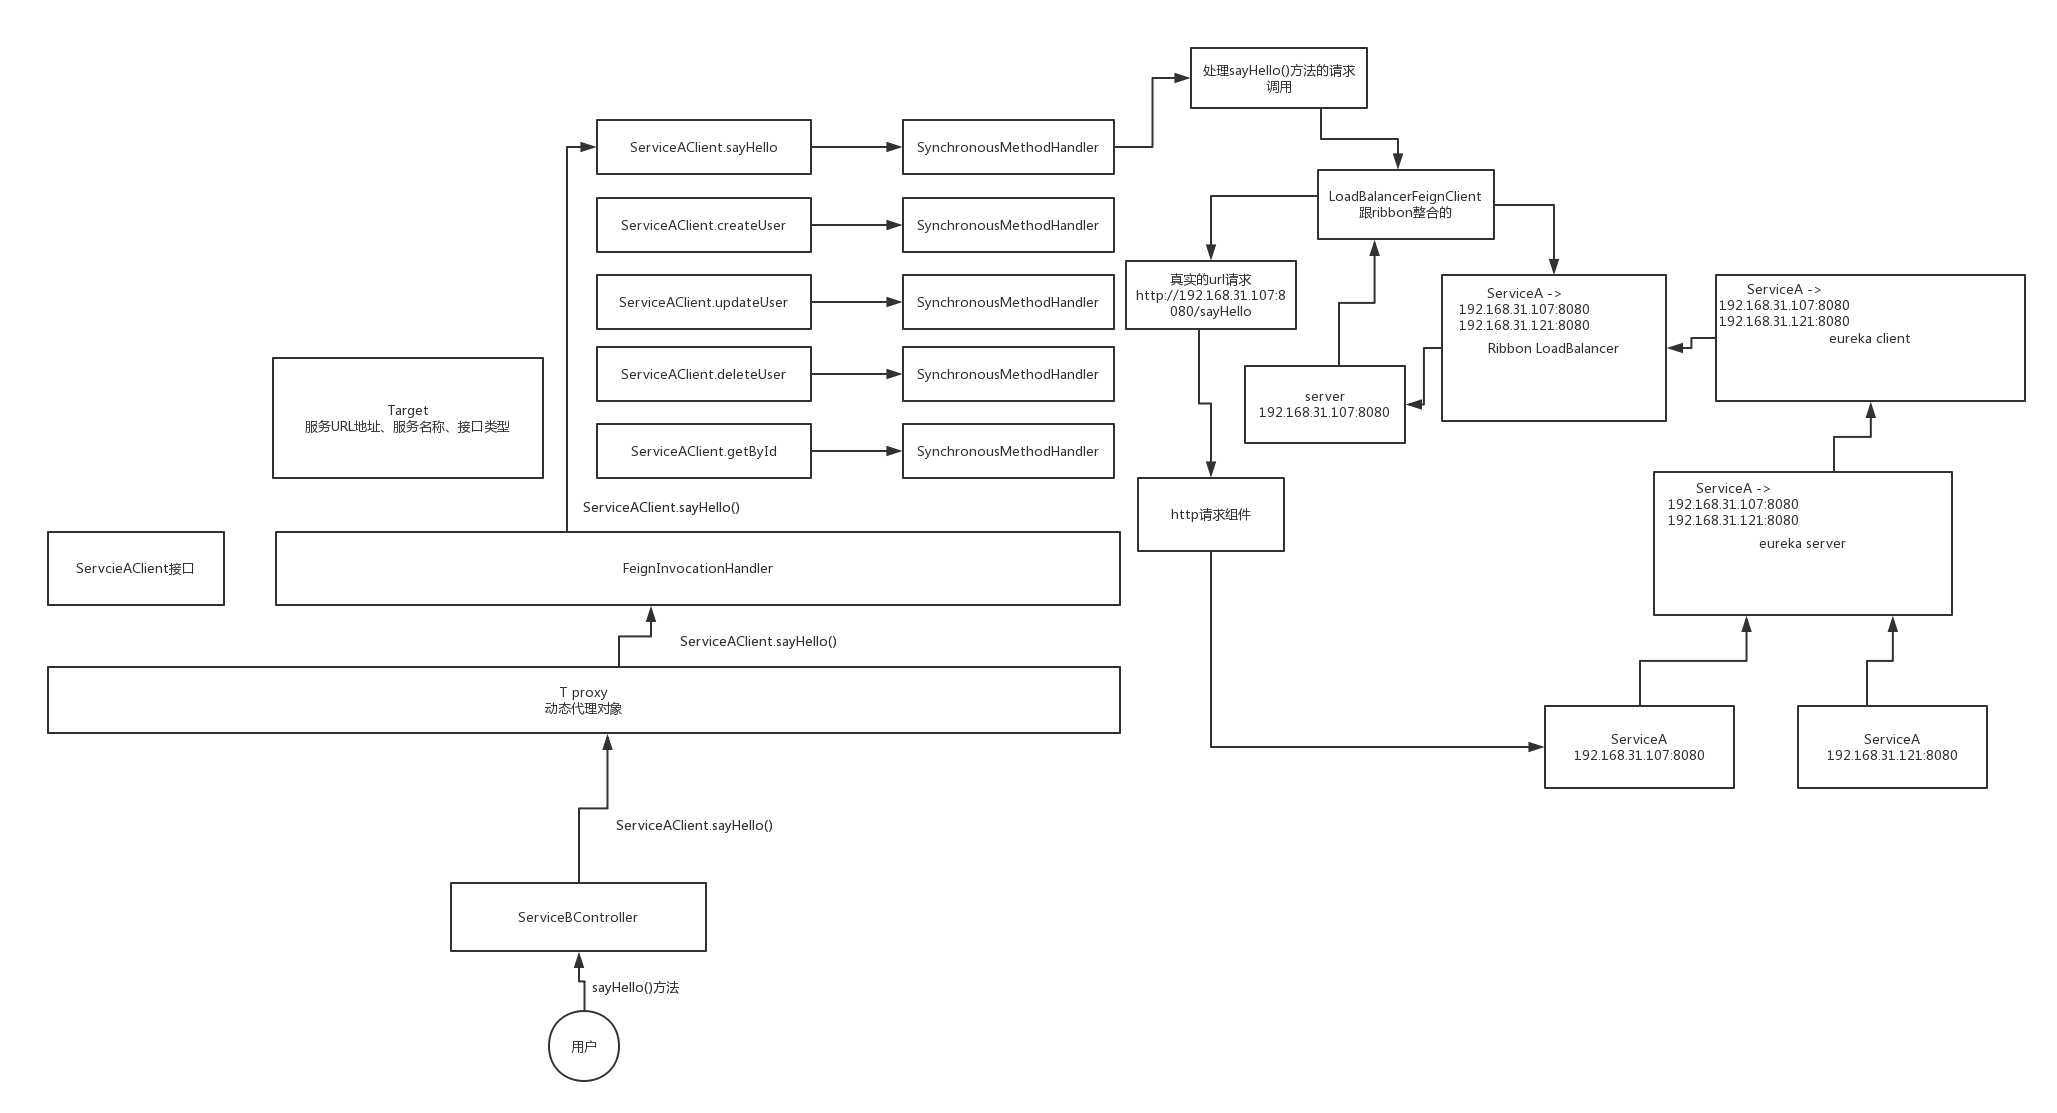 处理sayHello()方法的请求
调用
ServiceAClient.sayHello
SynchronousMethodHandler
LoadBalancerFeignClient
跟ribbon整合的
ServiceAClient.createUser
SynchronousMethodHandler
真实的url请求
http://192.168.31.107:8
080/sayHello
ServiceA ->
192.168.31.107:8080
192.168.31.121:8080
Ribbon LoadBalancer
ServiceA ->
192.168.31.107:8080
192.168.31.121:8080
eureka client
ServiceAClient.updateUser
SynchronousMethodHandler
ServiceAClient.deleteUser
SynchronousMethodHandler
server
192.168.31.107:8080
Target
服务URL地址、服务名称、接口类型
ServiceAClient.getById
SynchronousMethodHandler
ServiceAClient.sayHello()
http请求组件
ServiceA ->
192.168.31.107:8080
192.168.31.121:8080
eureka server
ServcieAClient接口
FeignInvocationHandler
ServiceAClient.sayHello()
T proxy
动态代理对象
ServiceA
192.168.31.107:8080
ServiceA
192.168.31.121:8080
ServiceAClient.sayHello()
ServiceBController
sayHello()方法
用户